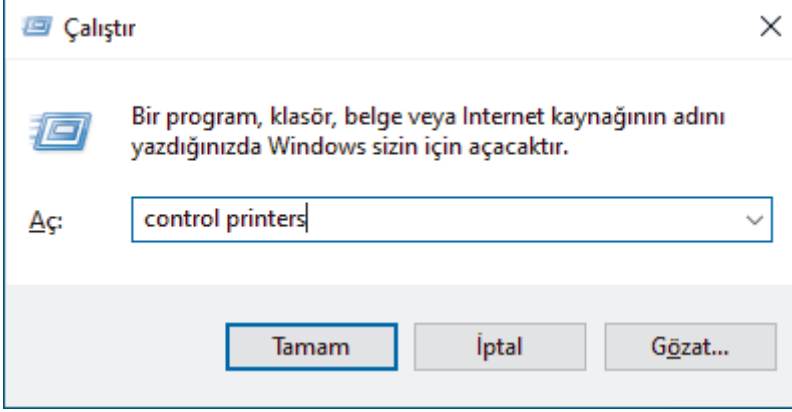 Çalıştır
Bir program, klasör, belge veya Internet kaynağının adını
yazdığınızda Windows sizin için açacaktır.
Aç: control printers
Tamam İptal Gözat...